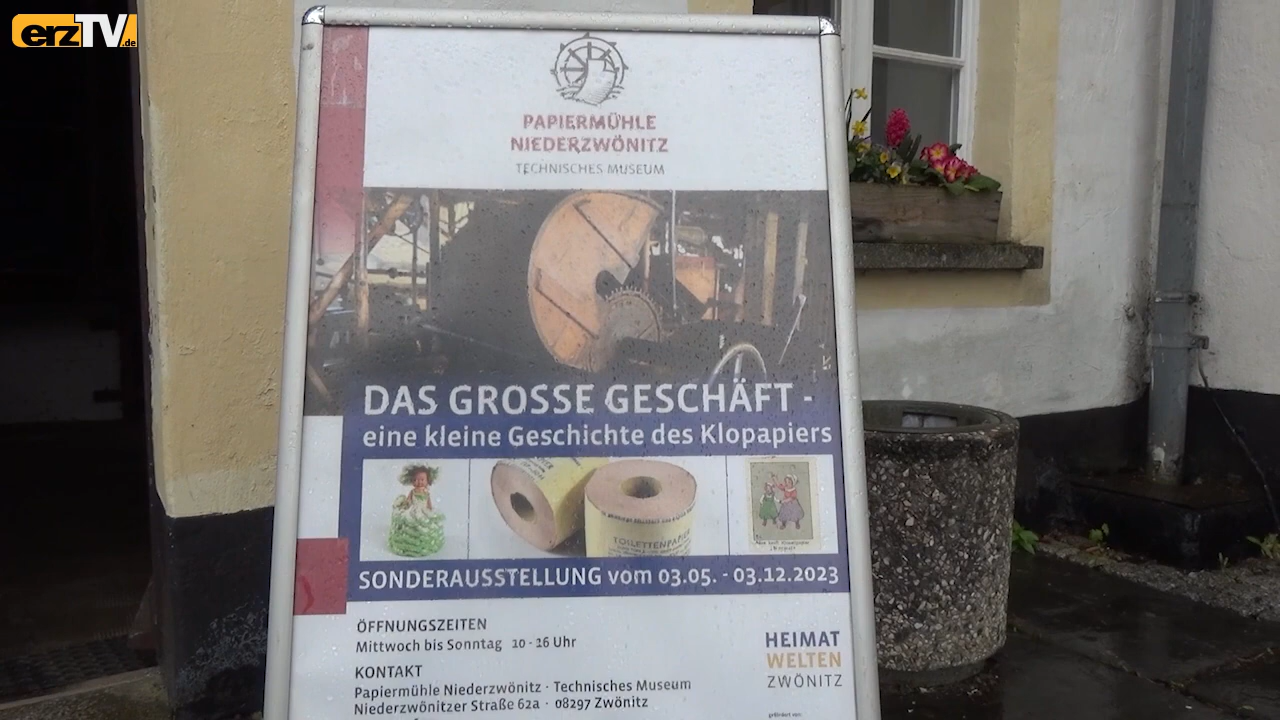 erzTV.de
PAPIERMÜHLE
NIEDERZWÖNITZ
TECHNISCHES MUSEUM
DAS GROSSE GESCHÄFT -
eine kleine Geschichte des Klopapiers
TOILETTENPAPIER
SONDERAUSSTELLUNG vom 03.05. - 03.12.2023
ÖFFNUNGSZEITEN
Mittwoch bis Sonntag 10 - 16 Uhr
KONTAKT
Papiermühle Niederzwönitz · Technisches Museum
Niederzwönitzer Straße 62a · 08297 Zwönitz
HEIMAT
WELTEN
ZWÖNITZ
gefördert von: